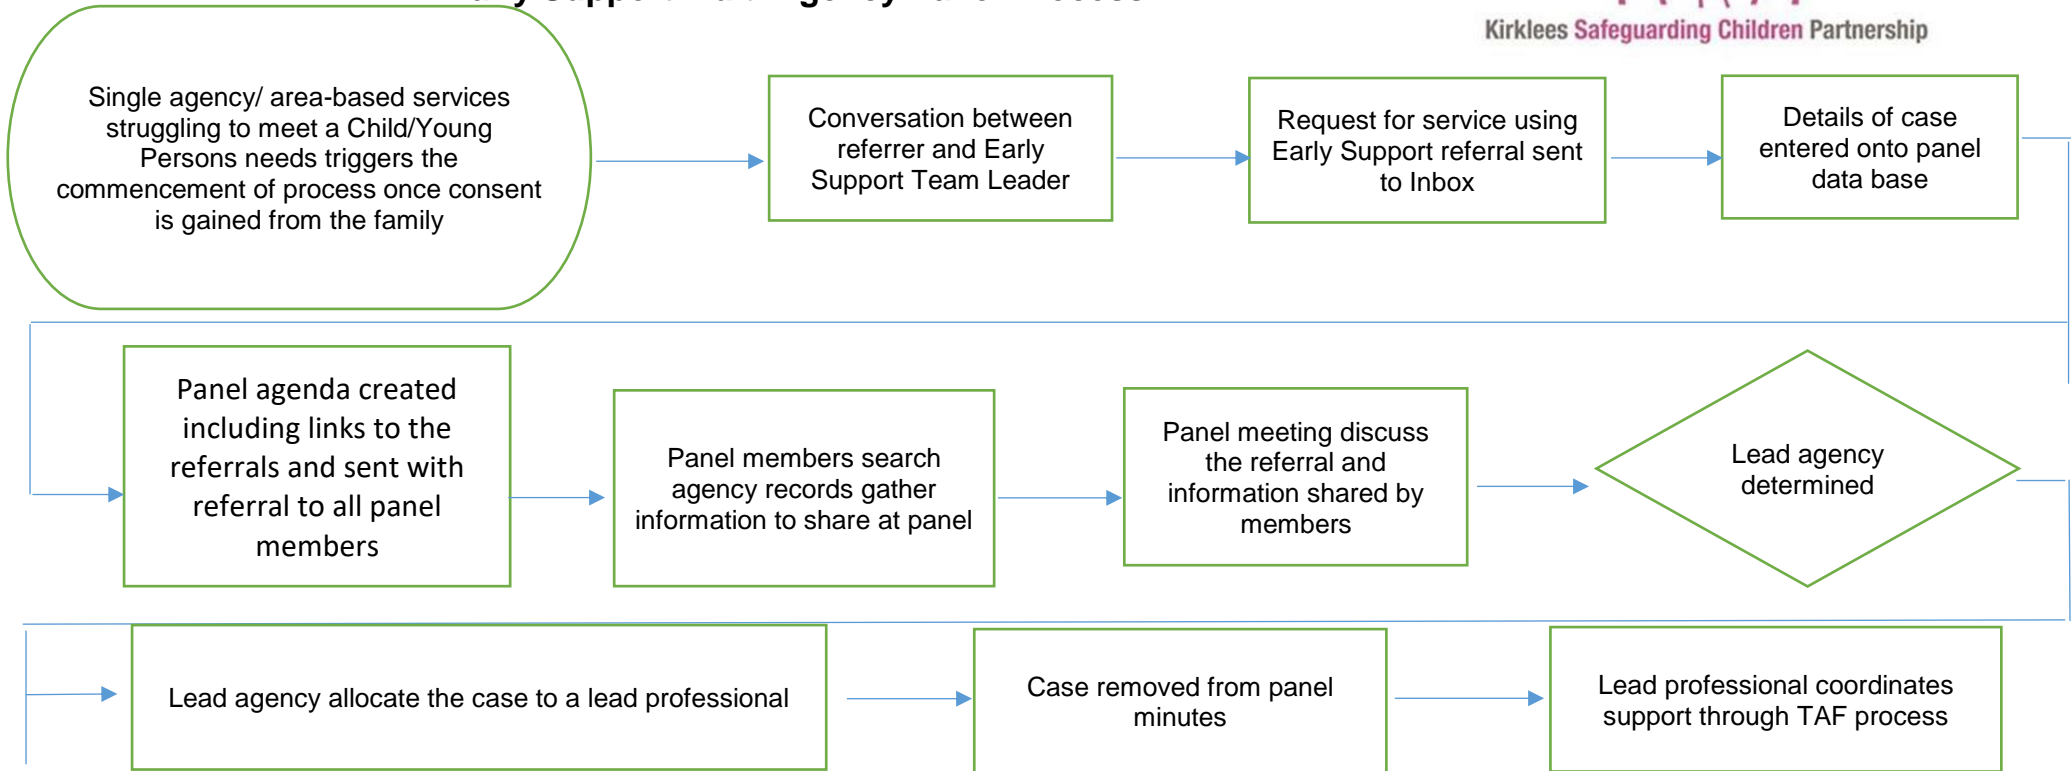 Kirklees Safeguarding Children Partnership
Single agency/ area-based services
struggling to meet a Child/Young
Persons needs triggers the
commencement of process once consent
is gained from the family
Conversation between
referrer and Early
Support Team Leader
Request for service using
Early Support referral sent
to Inbox
Details of case
entered onto panel
data base
Panel agenda created
including links to the
referrals and sent with
referral to all panel
members
Panel members search
agency records gather
information to share at panel
Panel meeting discuss
the referral and
information shared by
members
Lead agency
determined
Lead agency allocate the case to a lead professional
Case removed from panel
minutes
Lead professional coordinates
support through TAF process